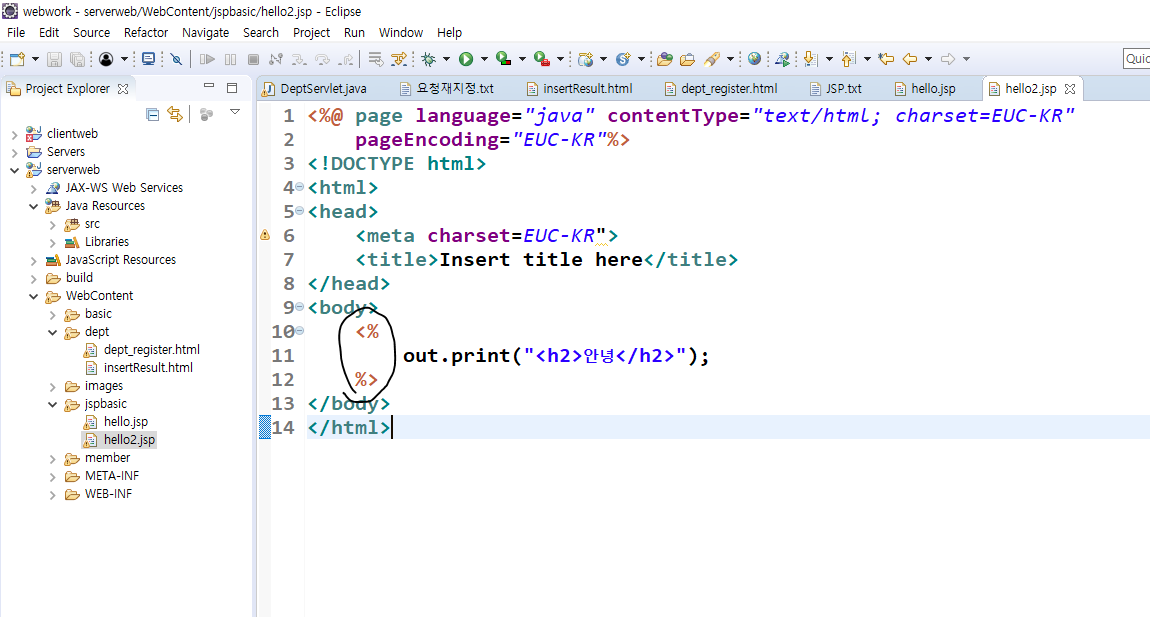 webwork - serverweb/WebContent/jspbasic/hello2.jsp - Eclipse
File Edit Source Refactor Navigate Search Project Run Window Help
Quic
Project Explorer
DeptServlet.java 요청재지정.txt insertResult.html dept_register.html JSP.txt hello.jsp hello2.jsp
clientweb
Servers
serverweb
JAX-WS Web Services
Java Resources
src
Libraries
JavaScript Resources
build
WebContent
basic
dept
dept_register.html
insertResult.html
images
jspbasic
hello.jsp
hello2.jsp
member
META-INF
WEB-INF
1 <%@ page language="java" contentType="text/html; charset=EUC-KR"
2 pageEncoding="EUC-KR"%>
3 <!DOCTYPE html>
4 <html>
5 <head>
6 <meta charset=EUC-KR">
7 <title>Insert title here</title>
8 </head>
9 <body>
10 <%
11 out.print("<h2>안녕</h2>");
12 %>
13 </body>
14 </html>